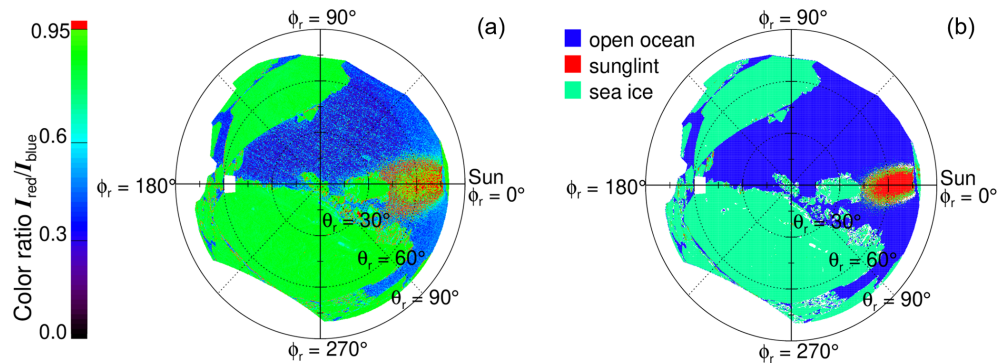 ϕr = 90°
(a)
0.95
0.6
0.3
0.0
Color ratio Ired/Iblue
ϕr = 180°
Sun
ϕr = 0°
θr = 30°
θr = 60°
θr = 90°
ϕr = 270°
ϕr = 90°
(b)
open ocean
sunglint
sea ice
ϕr = 180°
Sun
ϕr = 0°
θr = 30°
θr = 60°
θr = 90°
ϕr = 270°